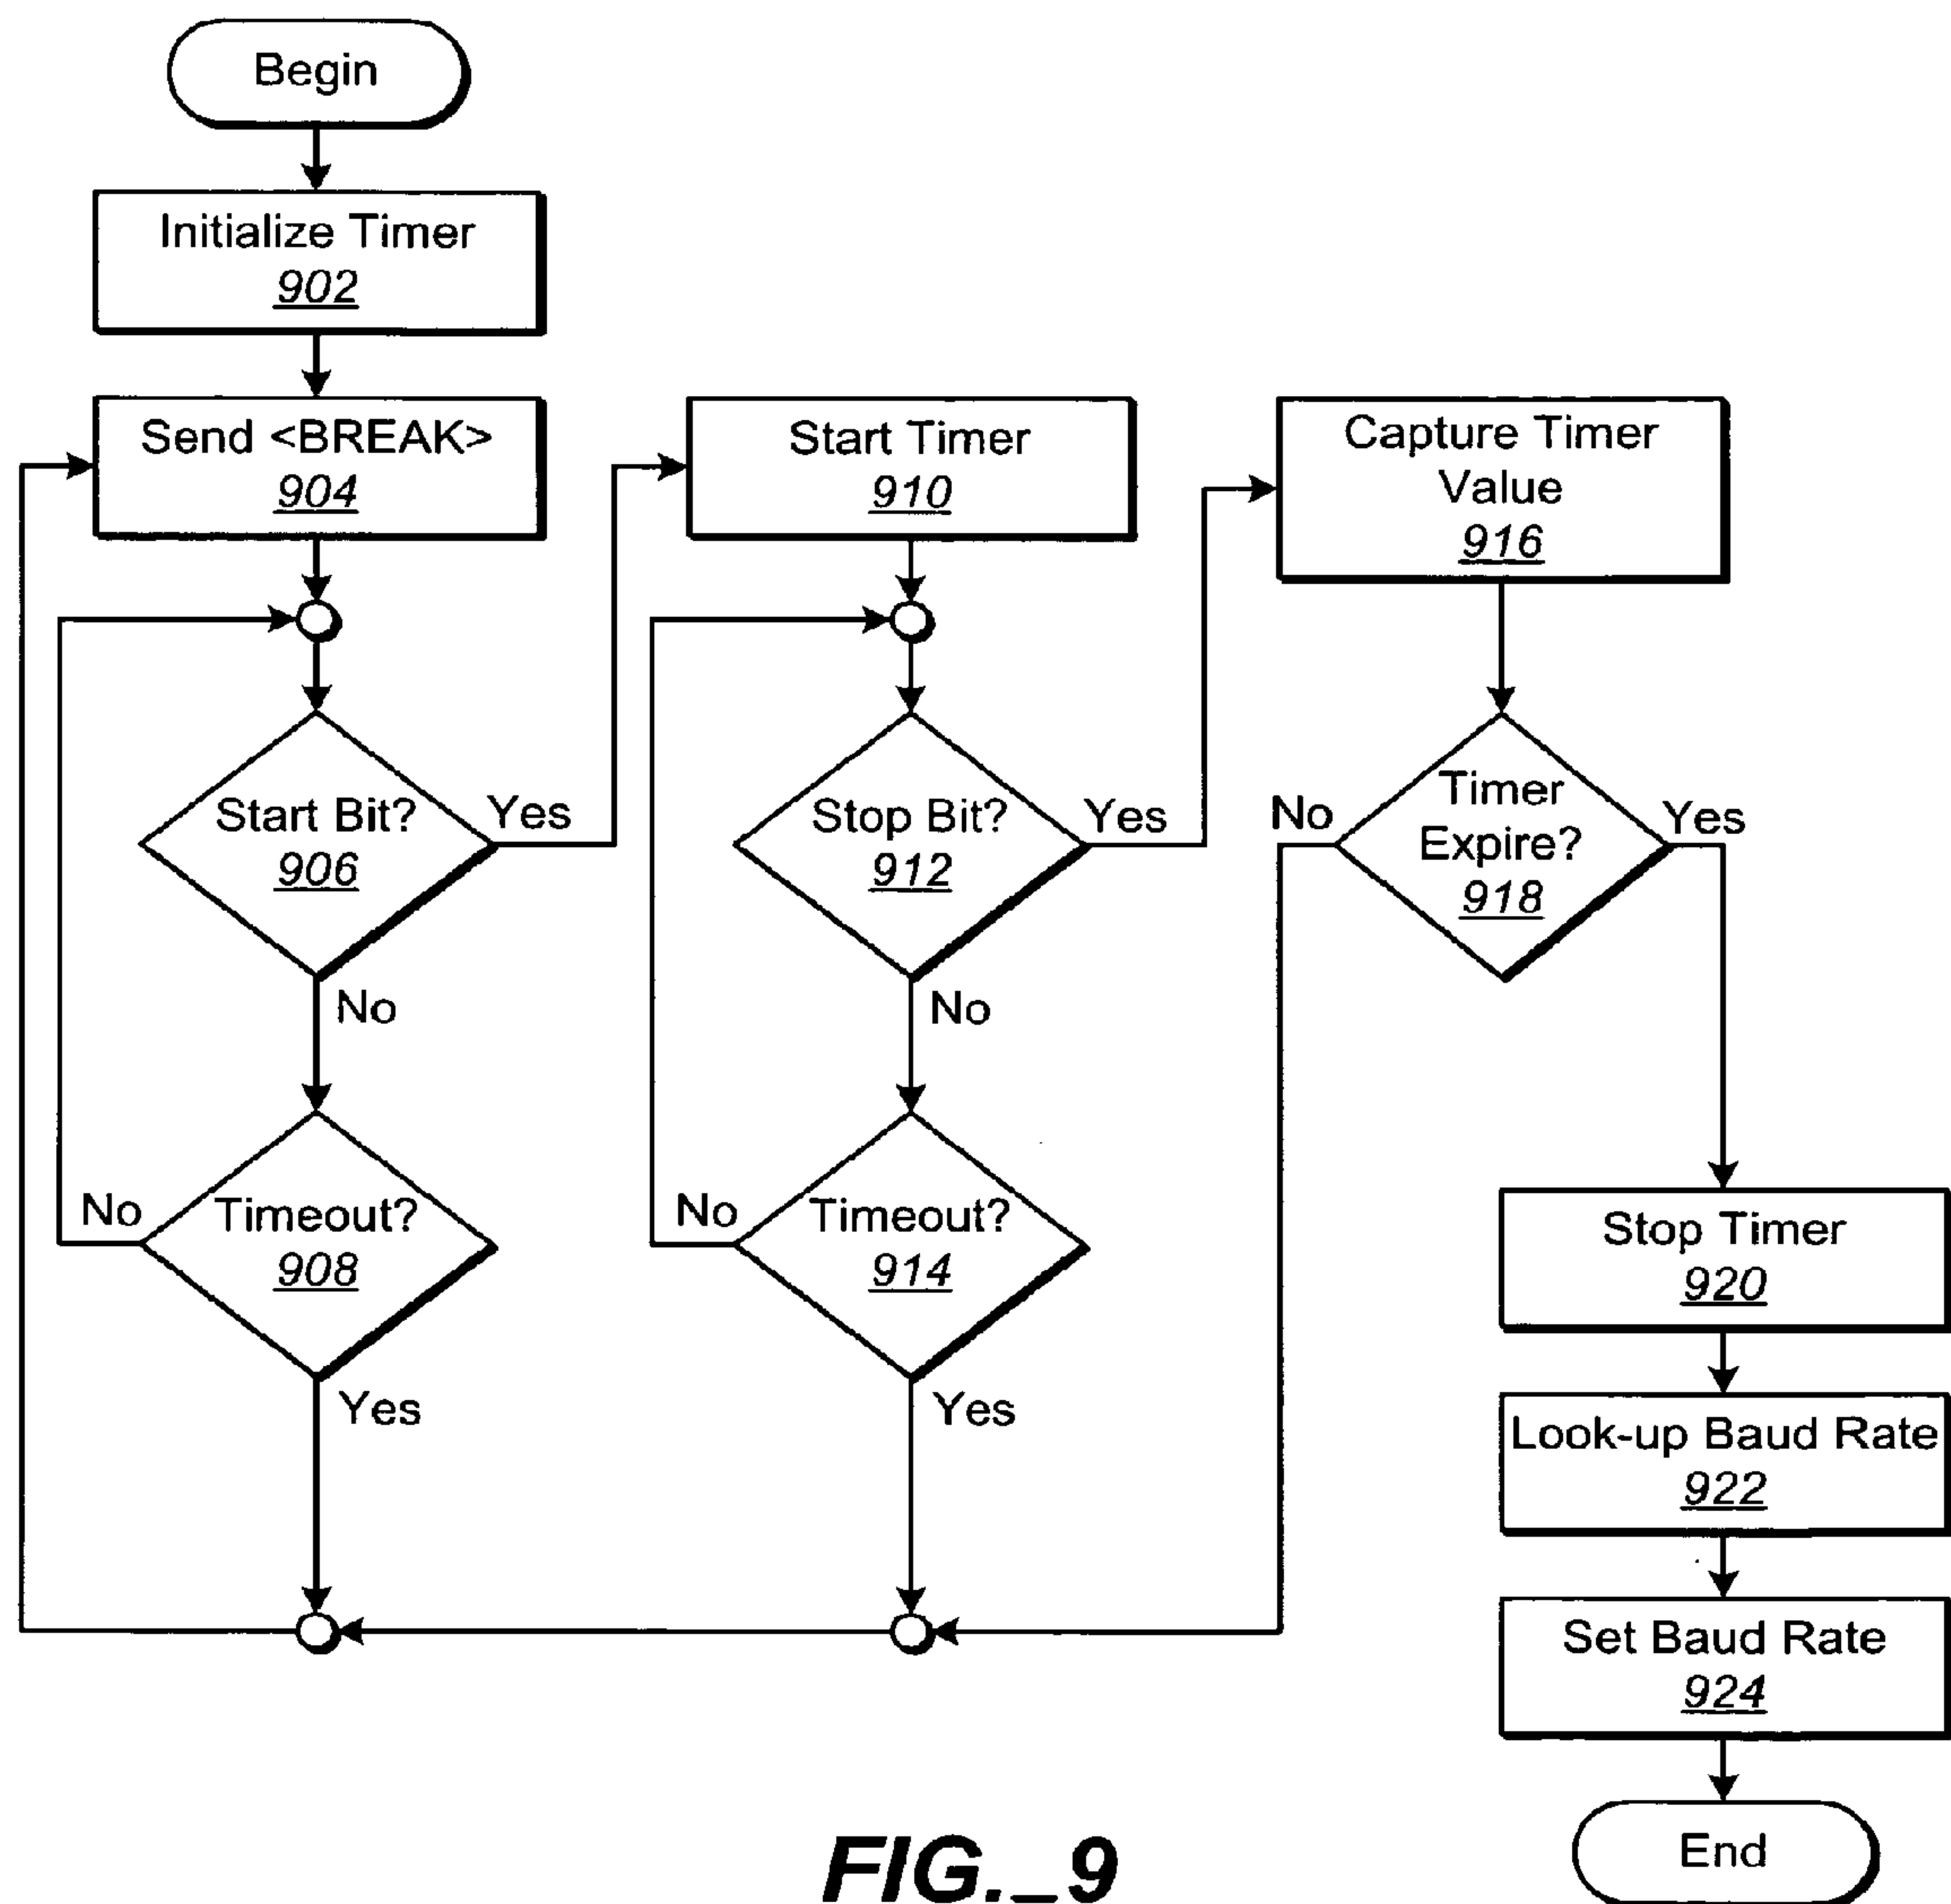 Begin
Initialize Timer
902
Send <BREAK>
904
Start Bit?
906
Yes
No
Timeout?
908
No
Yes
Start Timer
910
Stop Bit?
912
Yes
No
Timeout?
914
No
Yes
Capture Timer
Value
916
Timer
Expire?
918
No
Yes
Stop Timer
920
Look-up Baud Rate
922
Set Baud Rate
924
End
FIG._9